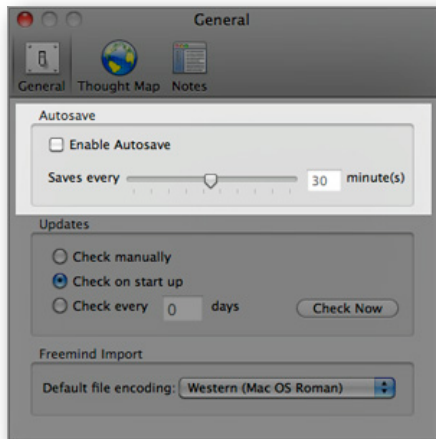 General
General Thought Map Notes
Autosave
Enable Autosave
Saves every 30 minute(s)
Updates
Check manually
Check on start up
Check every 0 days Check Now
Freemind Import
Default file encoding: Western (Mac OS Roman)